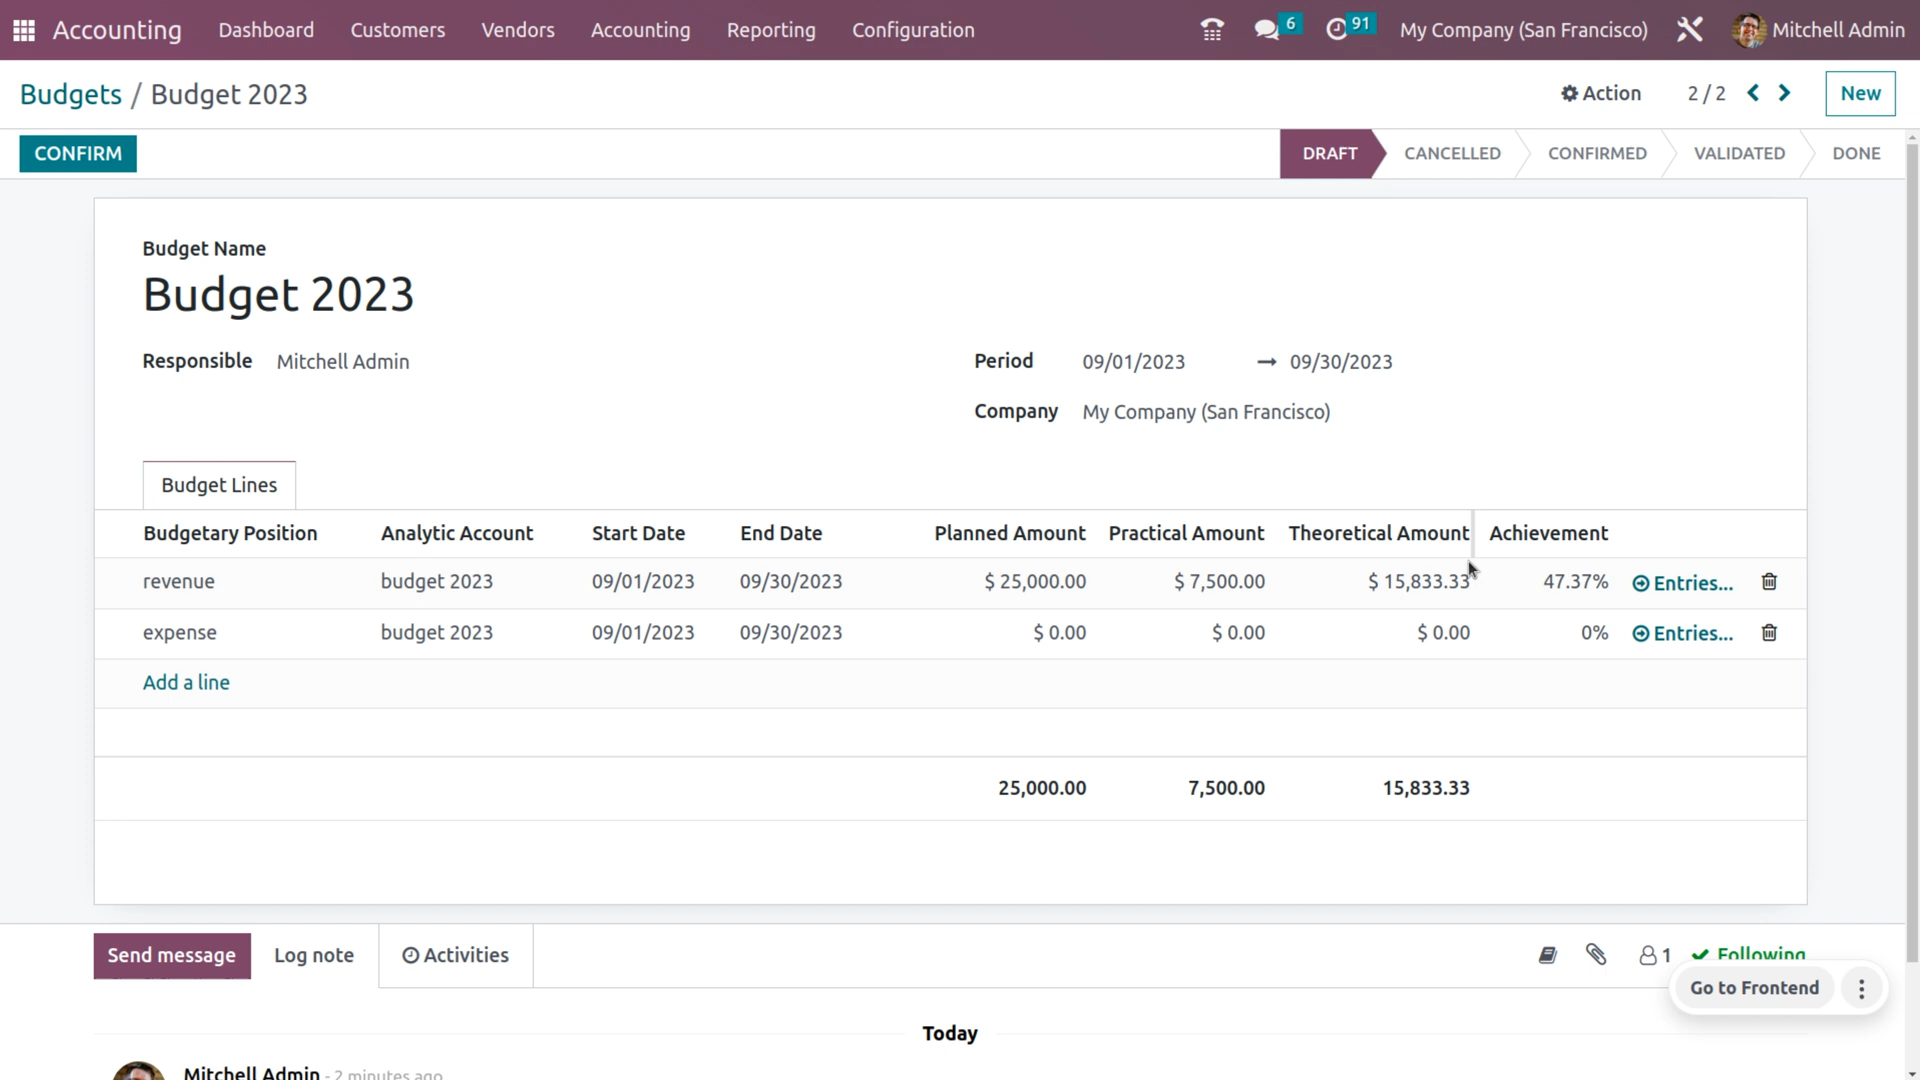 Accounting Dashboard Customers Vendors Accounting Reporting Configuration 6 91 My Company (San Francisco) Mitchell Admin
Budgets / Budget 2023 Action 2 / 2 New
CONFIRM DRAFT CANCELLED CONFIRMED VALIDATED DONE
Budget Name
Budget 2023
Responsible Mitchell Admin Period 09/01/2023 → 09/30/2023
Company My Company (San Francisco)
Budget Lines
Budgetary Position Analytic Account Start Date End Date Planned Amount Practical Amount Theoretical Amount Achievement
revenue budget 2023 09/01/2023 09/30/2023 $ 25,000.00 $ 7,500.00 $ 15,833.33 47.37% Entries...
expense budget 2023 09/01/2023 09/30/2023 $ 0.00 $ 0.00 $ 0.00 0% Entries...
Add a line
25,000.00 7,500.00 15,833.33
Send message Log note Activities 1 Following
Go to Frontend
Today
Mitchell Admin - 2 minutes ago